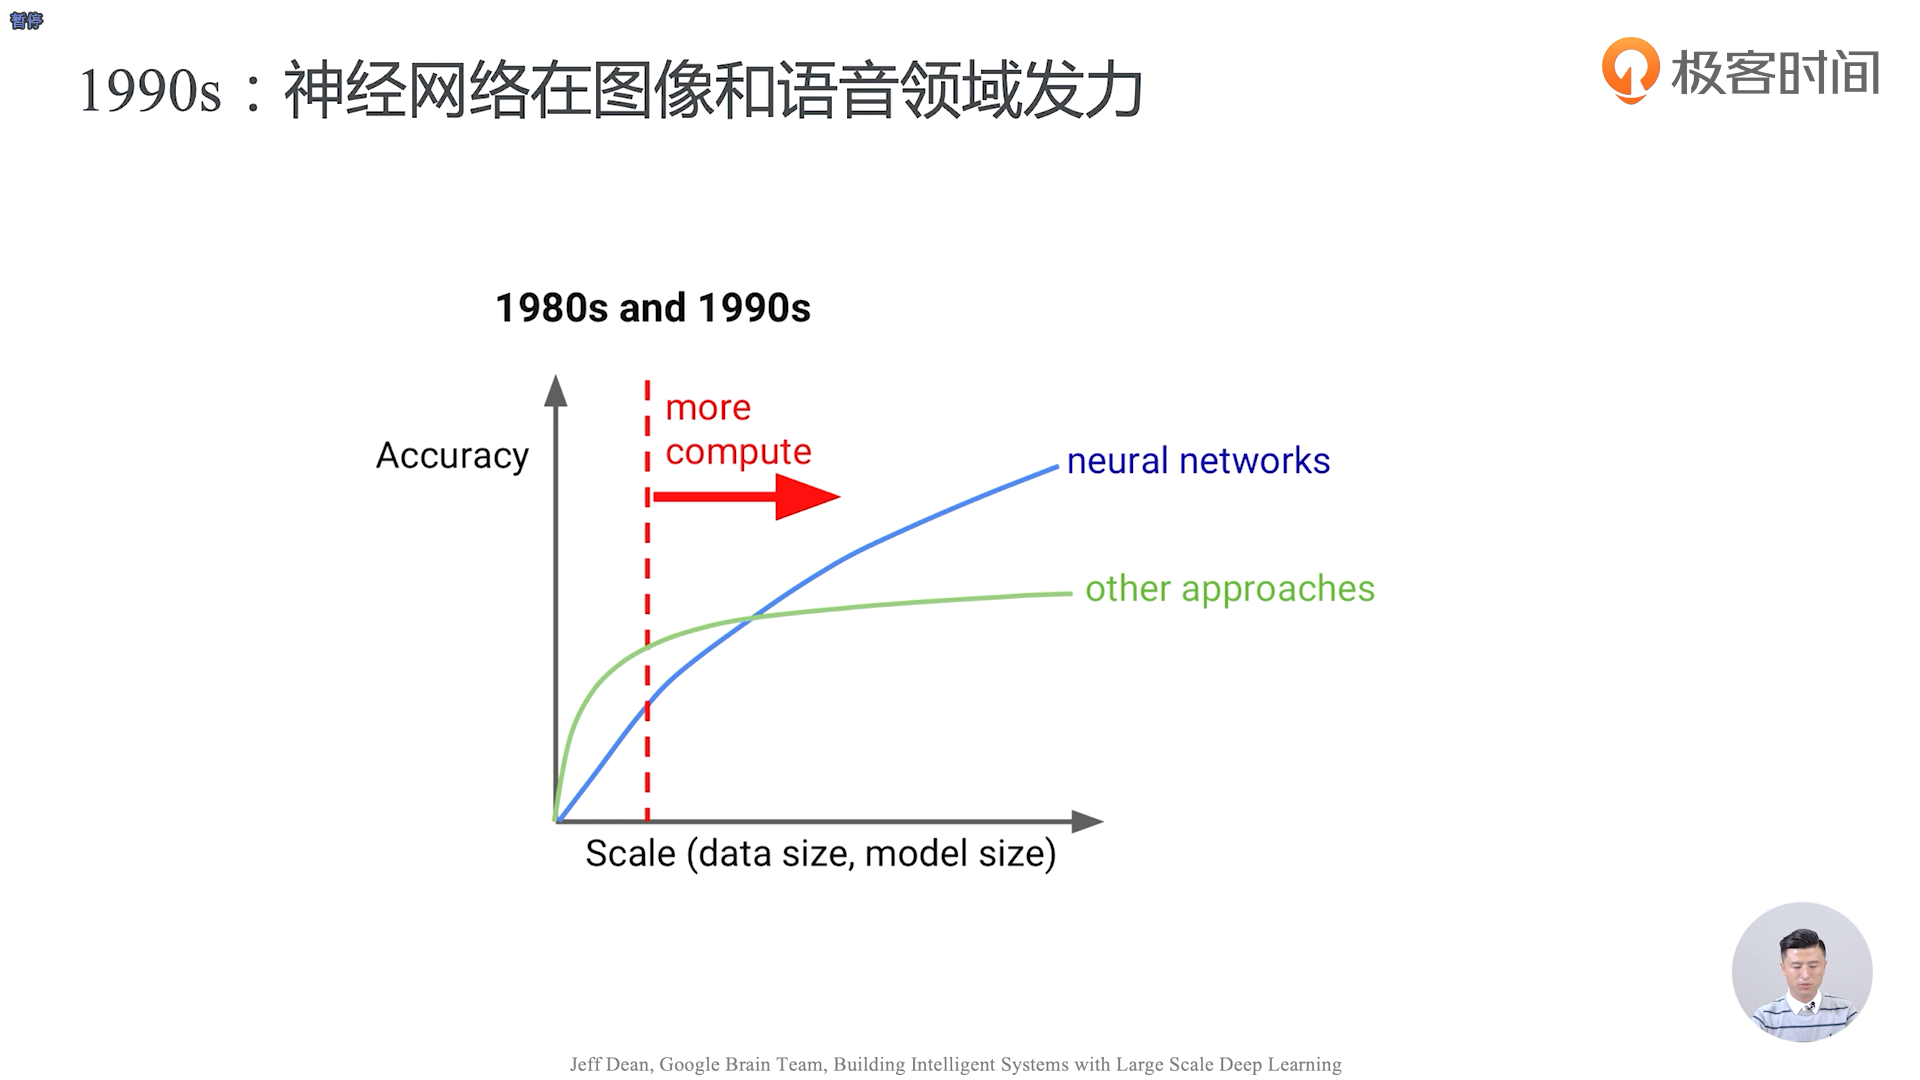 暂停
1990s：神经网络在图像和语音领域发力
极客时间
1980s and 1990s
more
compute
Accuracy
neural networks
other approaches
Scale (data size, model size)
Jeff Dean, Google Brain Team, Building Intelligent Systems with Large Scale Deep Learning